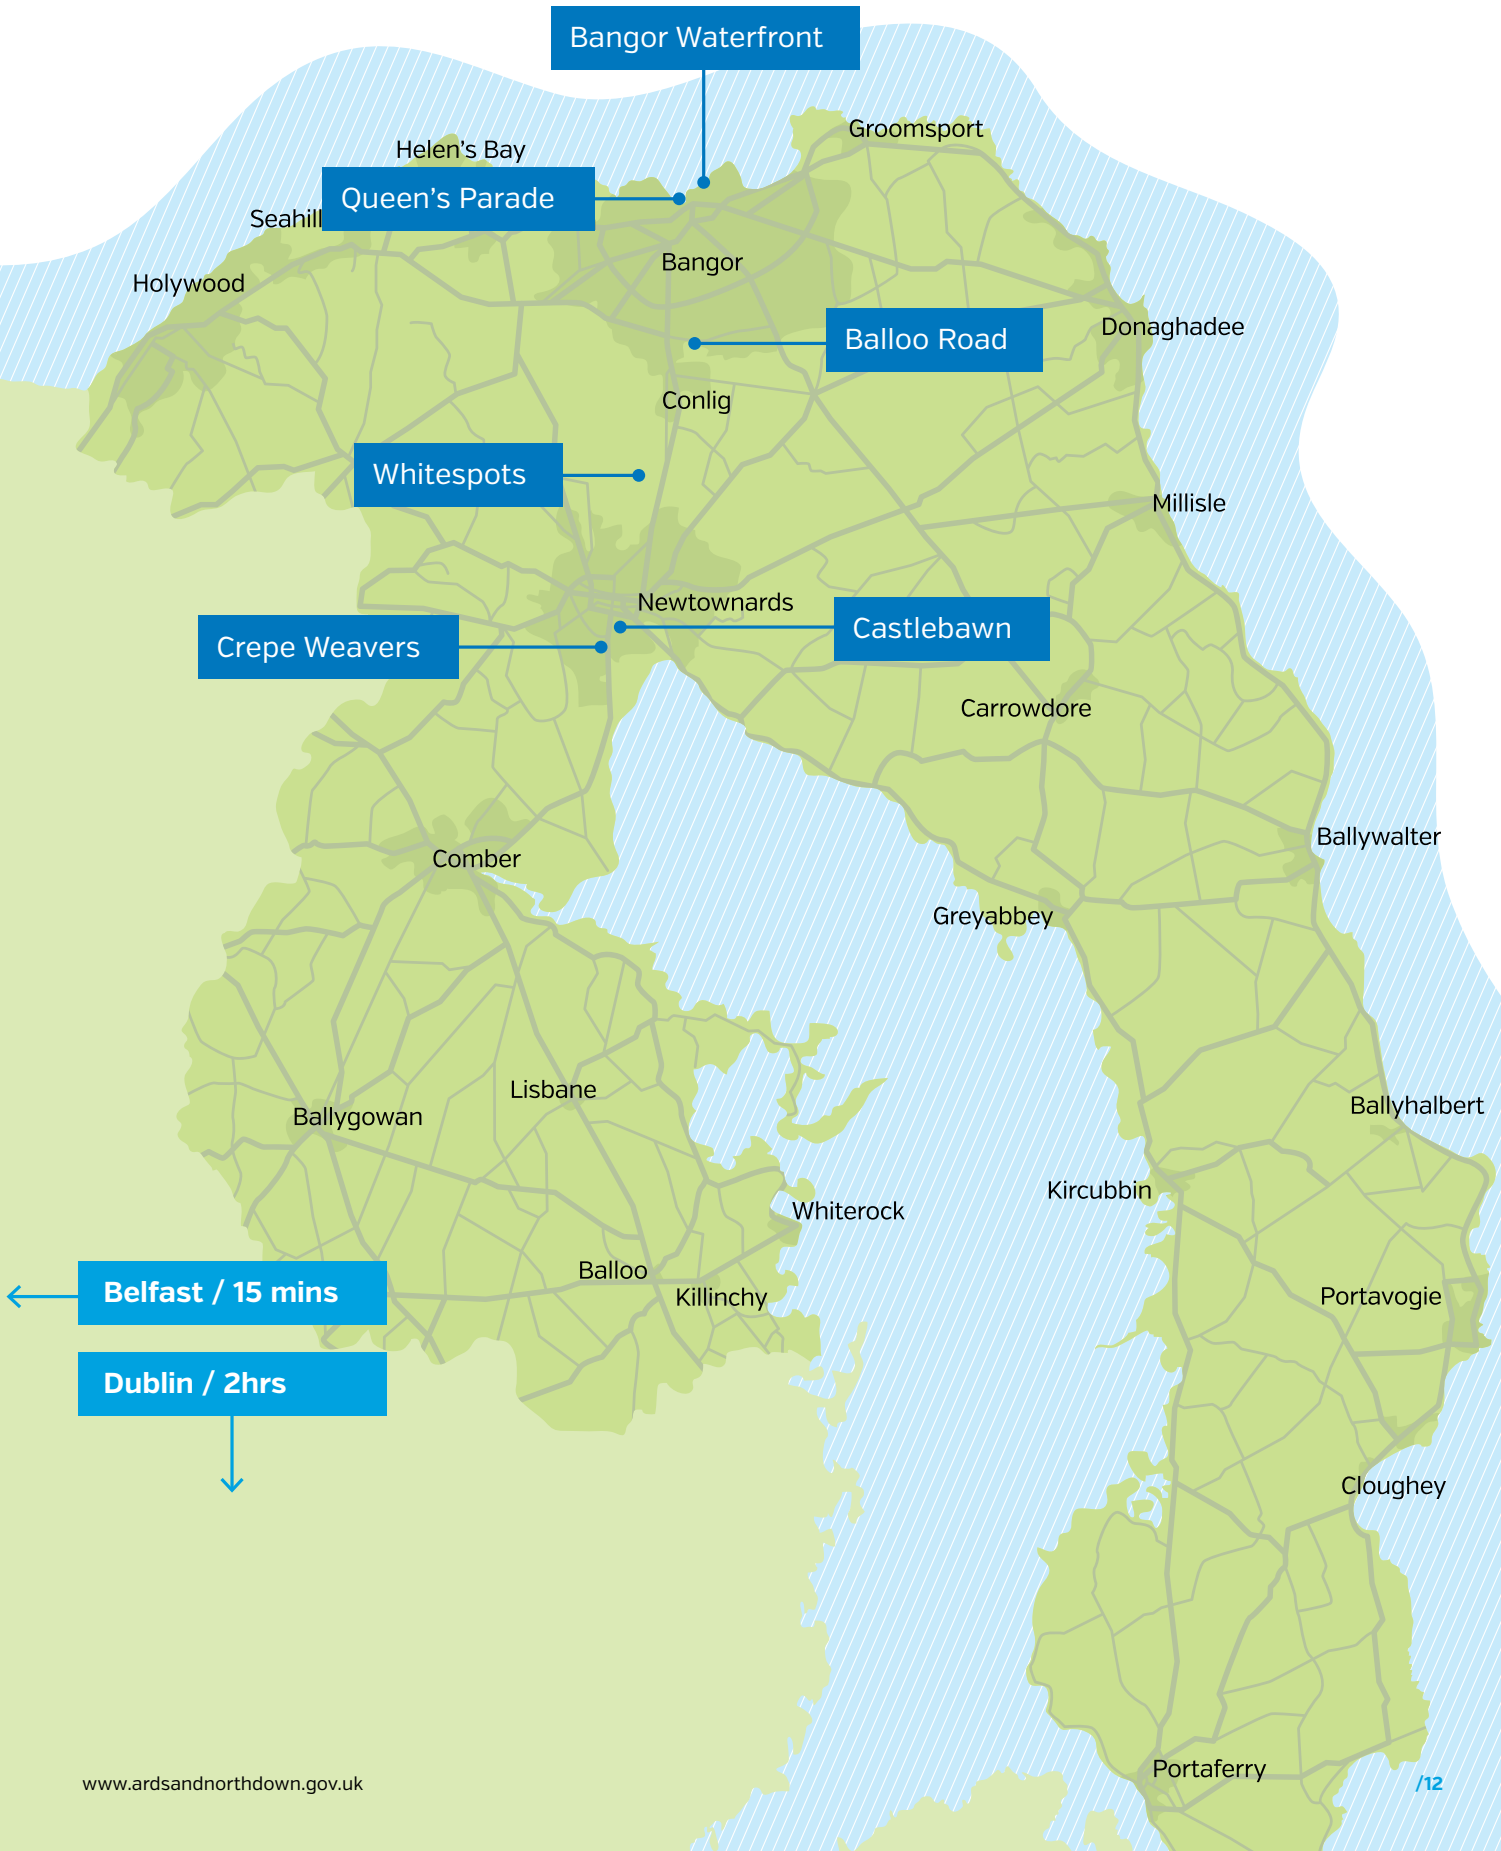 Bangor Waterfront
Groomsport
Helen's Bay
Queen's Parade
Seahill
Bangor
Holywood
Donaghadee
Balloo Road
Conlig
Whitespots
Millisle
Newtownards
Castlebawn
Crepe Weavers
Carrowdore
Ballywalter
Comber
Greyabbey
Lisbane
Ballyhalbert
Ballygowan
Kircubbin
Whiterock
Balloo
Belfast / 15 mins
Killinchy
Portavogie
Dublin / 2hrs
Cloughey
Portaferry
www.ardsandnorthdown.gov.uk
/12